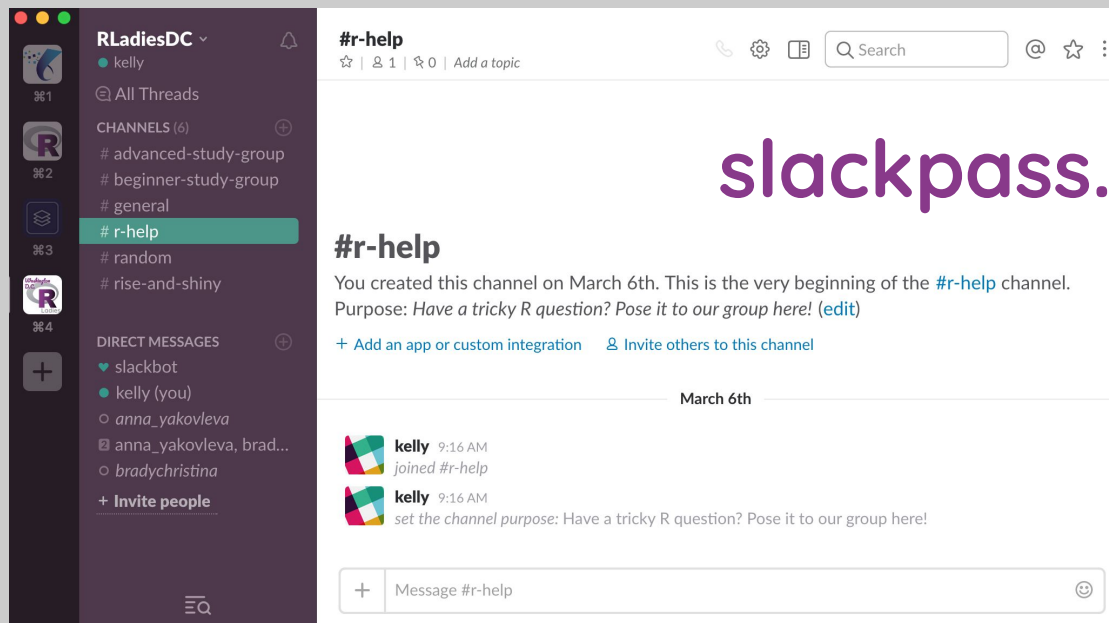 ⌘1
⌘2
⌘3
Washington D.C.
R
Ladies
⌘4
RLadiesDC
kelly
All Threads
CHANNELS (6)
# advanced-study-group
# beginner-study-group
# general
# r-help
# random
# rise-and-shiny
DIRECT MESSAGES
slackbot
kelly (you)
anna_yakovleva
2 anna_yakovleva, brad...
bradychristina
+ Invite people
#r-help
1 | 0 | Add a topic
Search
slackpass.
#r-help
You created this channel on March 6th. This is the very beginning of the #r-help channel.
Purpose: Have a tricky R question? Pose it to our group here! (edit)
+ Add an app or custom integration Invite others to this channel
March 6th
kelly 9:16 AM
joined #r-help
kelly 9:16 AM
set the channel purpose: Have a tricky R question? Pose it to our group here!
+ Message #r-help